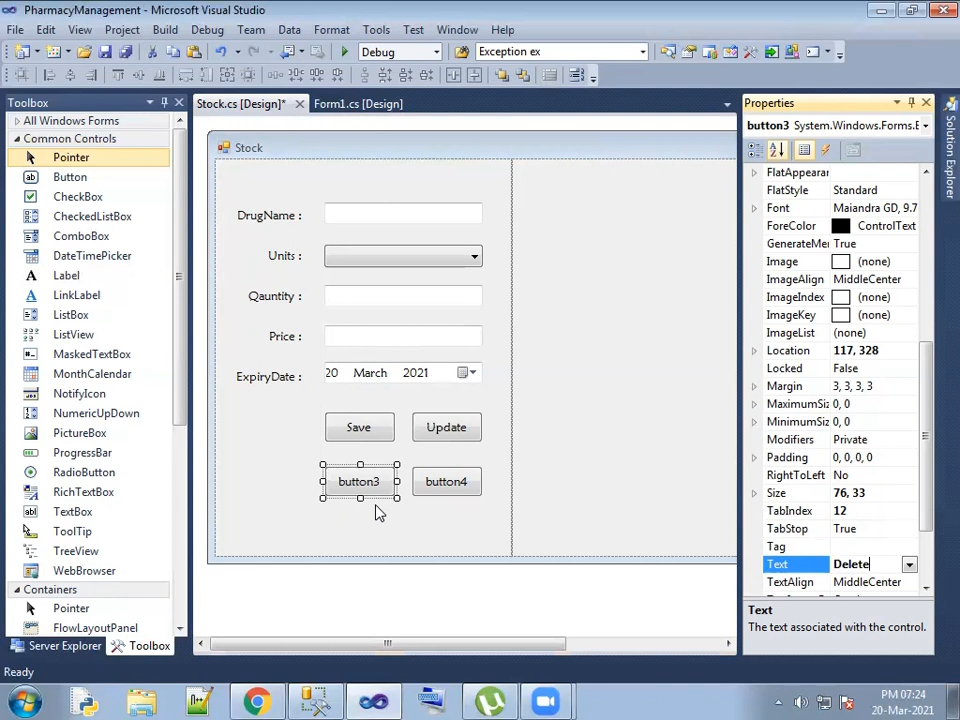 PharmacyManagement - Microsoft Visual Studio
File Edit View Project Build Debug Team Data Format Tools Test Window Help
Debug Exception ex
Toolbox
All Windows Forms
Common Controls
Pointer
Button
CheckBox
CheckedListBox
ComboBox
DateTimePicker
Label
LinkLabel
ListBox
ListView
MaskedTextBox
MonthCalendar
NotifyIcon
NumericUpDown
PictureBox
ProgressBar
RadioButton
RichTextBox
TextBox
ToolTip
TreeView
WebBrowser
Containers
Pointer
FlowLayoutPanel
Server Explorer Toolbox
Stock.cs [Design]* Form1.cs [Design]
Stock
DrugName :
Units :
Qauntity :
Price :
ExpiryDate : 20 March 2021
Save Update
button3 button4
Properties
button3 System.Windows.Forms.E
FlatAppearar
FlatStyle Standard
Font Maiandra GD, 9.7
ForeColor ControlText
GenerateMe True
Image (none)
ImageAlign MiddleCenter
ImageIndex (none)
ImageKey (none)
ImageList (none)
Location 117, 328
Locked False
Margin 3, 3, 3, 3
MaximumSiz 0, 0
MinimumSiz 0, 0
Modifiers Private
Padding 0, 0, 0, 0
RightToLeft No
Size 76, 33
TabIndex 12
TabStop True
Tag
Text Delete
TextAlign MiddleCenter
Text
The text associated with the control.
Solution Explorer
Ready
PM 07:24
20-Mar-2021